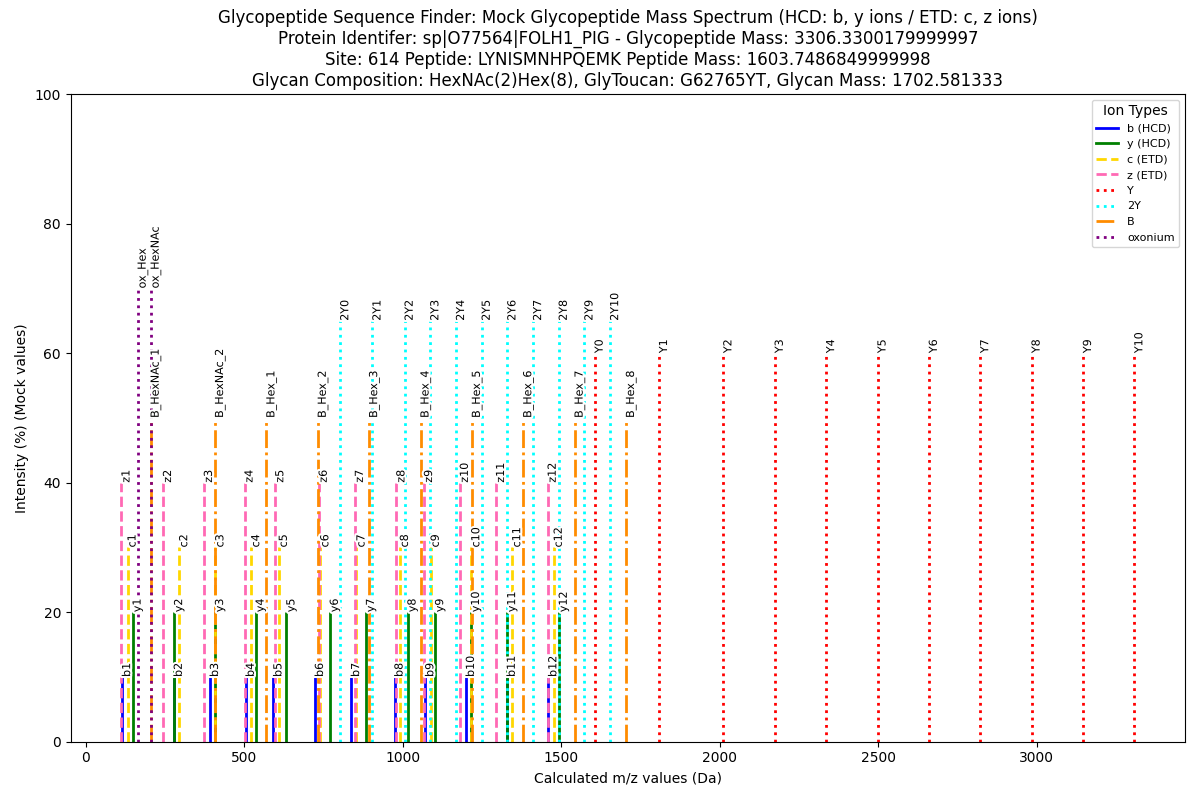 Glycopeptide Sequence Finder: Mock Glycopeptide Mass Spectrum (HCD: b, y ions / ETD: c, z ions)
Protein Identifer: sp|O77564|FOLH1_PIG - Glycopeptide Mass: 3306.3300179999997
Site: 614 Peptide: LYNISMNHPQEMK Peptide Mass: 1603.7486849999998
Glycan Composition: HexNAc(2)Hex(8), GlyToucan: G62765YT, Glycan Mass: 1702.581333
Intensity (%) (Mock values)
100
80
60
40
20
0
Ion Types
b (HCD)
y (HCD)
c (ETD)
z (ETD)
Y
2Y
B
oxonium
ox_Hex
ox_HexNAc
2Y0
2Y1
2Y2
2Y3
2Y4
2Y5
2Y6
2Y7
2Y8
2Y9
2Y10
Y0
Y1
Y2
Y3
Y4
Y5
Y6
Y7
Y8
Y9
Y10
B_HexNAc_1
B_HexNAc_2
B_Hex_1
B_Hex_2
B_Hex_3
B_Hex_4
B_Hex_5
B_Hex_6
B_Hex_7
B_Hex_8
z1
z2
z3
z4
z5
z6
z7
z8
z9
z10
z11
z12
c1
c2
c3
c4
c5
c6
c7
c8
c9
c10
c11
c12
y1
y2
y3
y4
y5
y6
y7
y8
y9
y10
y11
y12
b1
b2
b3
b4
b5
b6
b7
b8
b9
b10
b11
b12
0
500
1000
1500
2000
2500
3000
Calculated m/z values (Da)